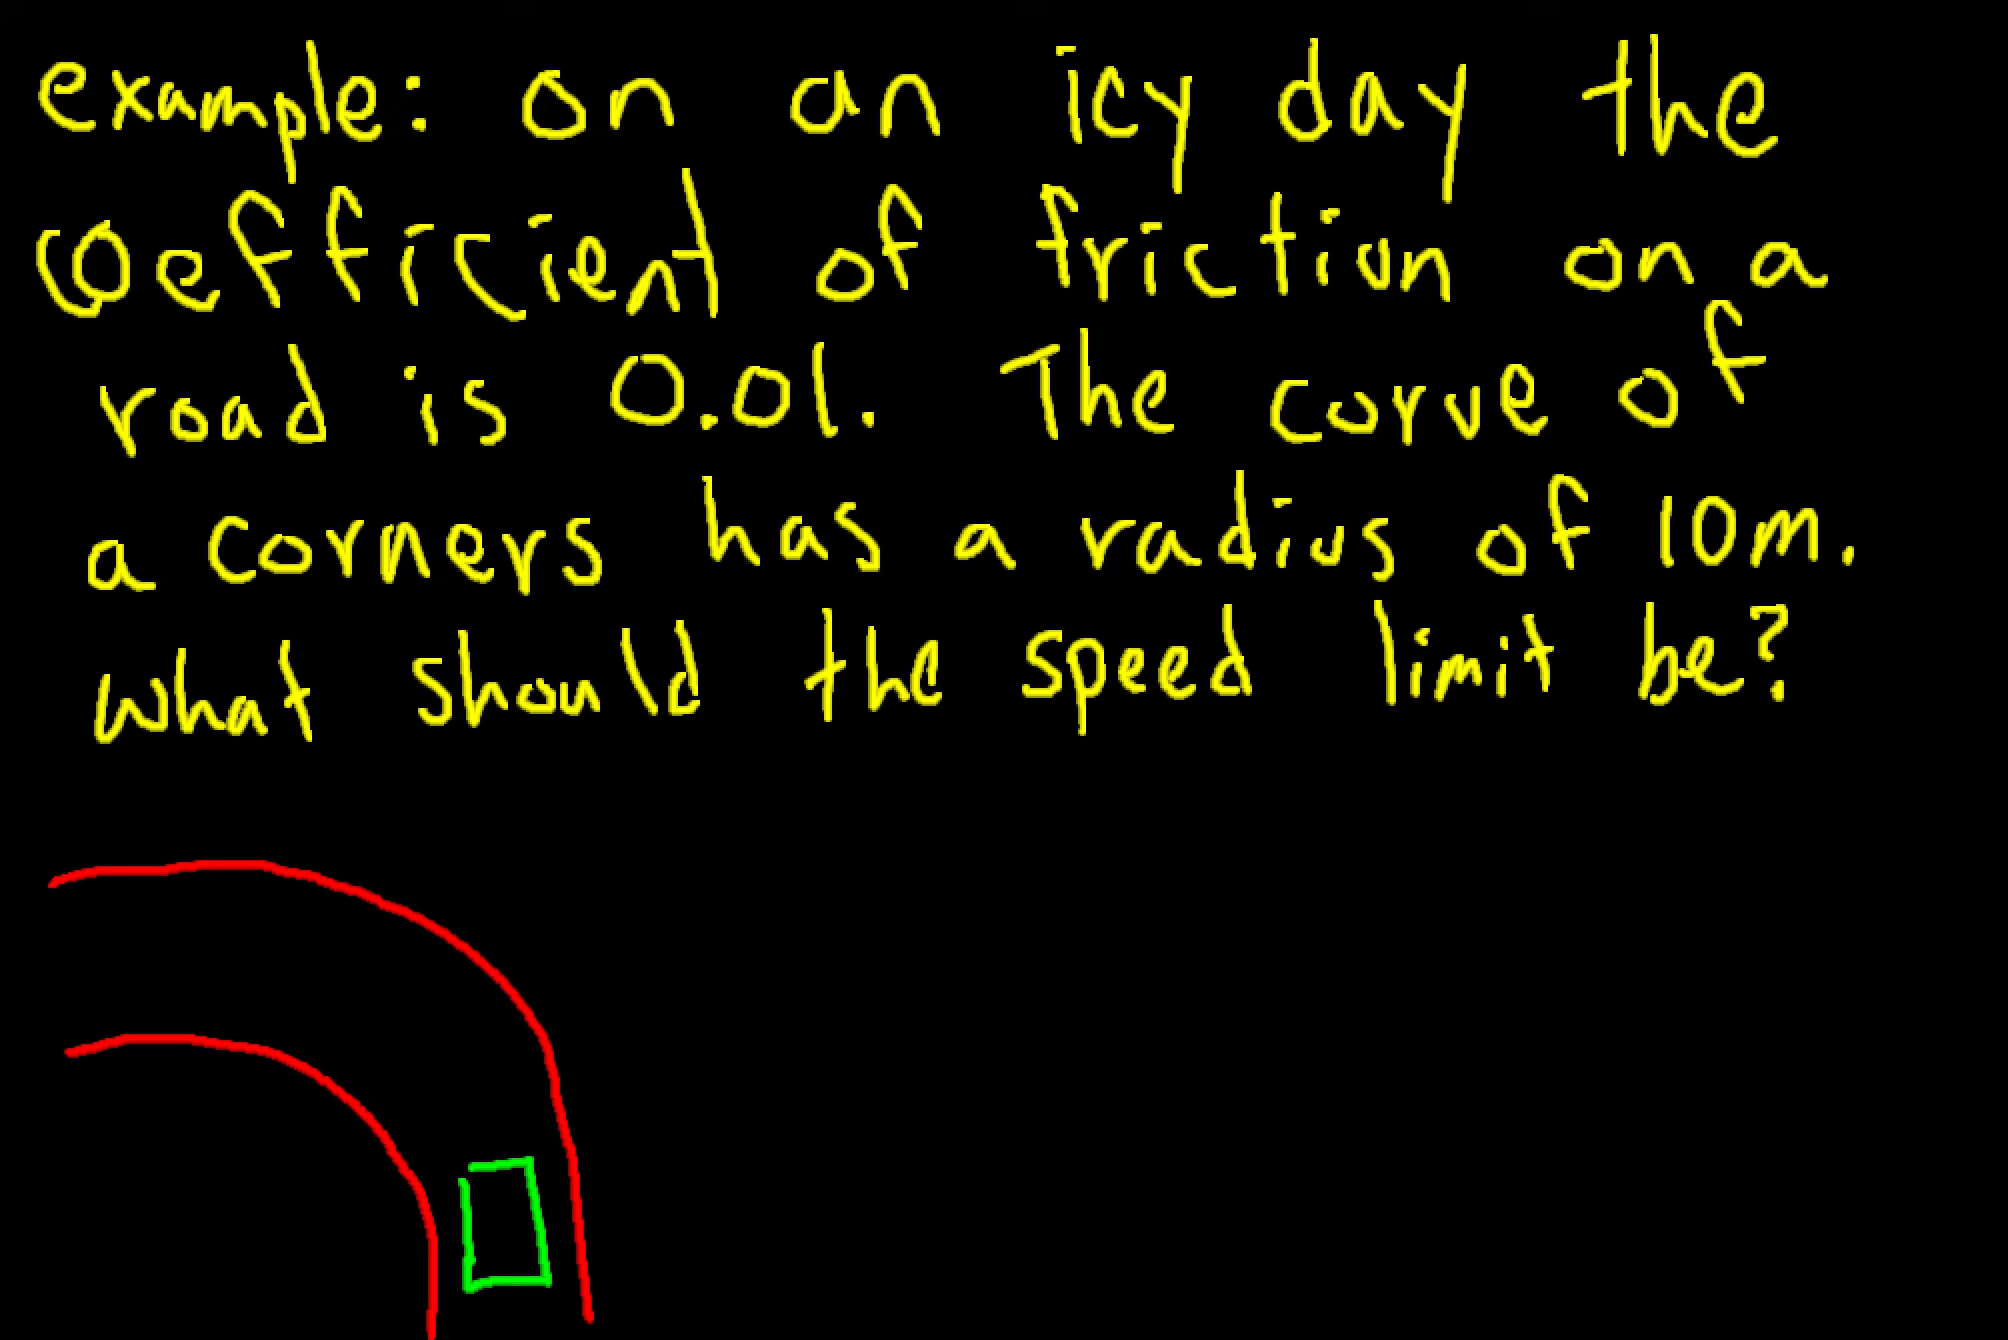 example: on an icy day the
coefficient of friction on a
road is 0.01. The corve of
a corners has a radius of 10m.
What should the speed limit be?